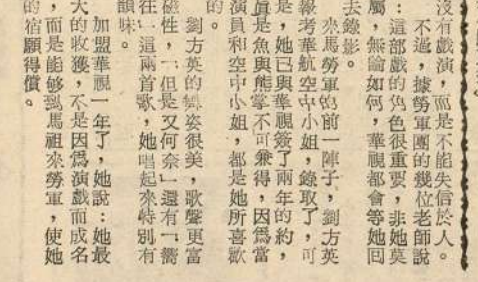 沒有戲演,而是不能失信於人。
不過,據勞軍團的幾位老師說
:這部戲的角色很重要,非她莫
屬,無論如何,華視都會等她回
去錄影。
來馬勞軍的前一陣子,劉方英
報考華航空中小姐,錄取了,可
是,她已與華視簽了兩年的約,
眞是魚與熊掌不可兼得,因爲當
演員和空中小姐,都是她所喜歡
的。
劉方英的舞姿很美,歌聲更富
磁性,「但是又何奈」還有「嚮
往」這兩首歌,她唱起來特別有
韻味。
加盟華視一年了,她說:她最
大的收獲,不是因爲演戲而成名
,而是能够到馬祖來勞軍,使她
的宿願得償。